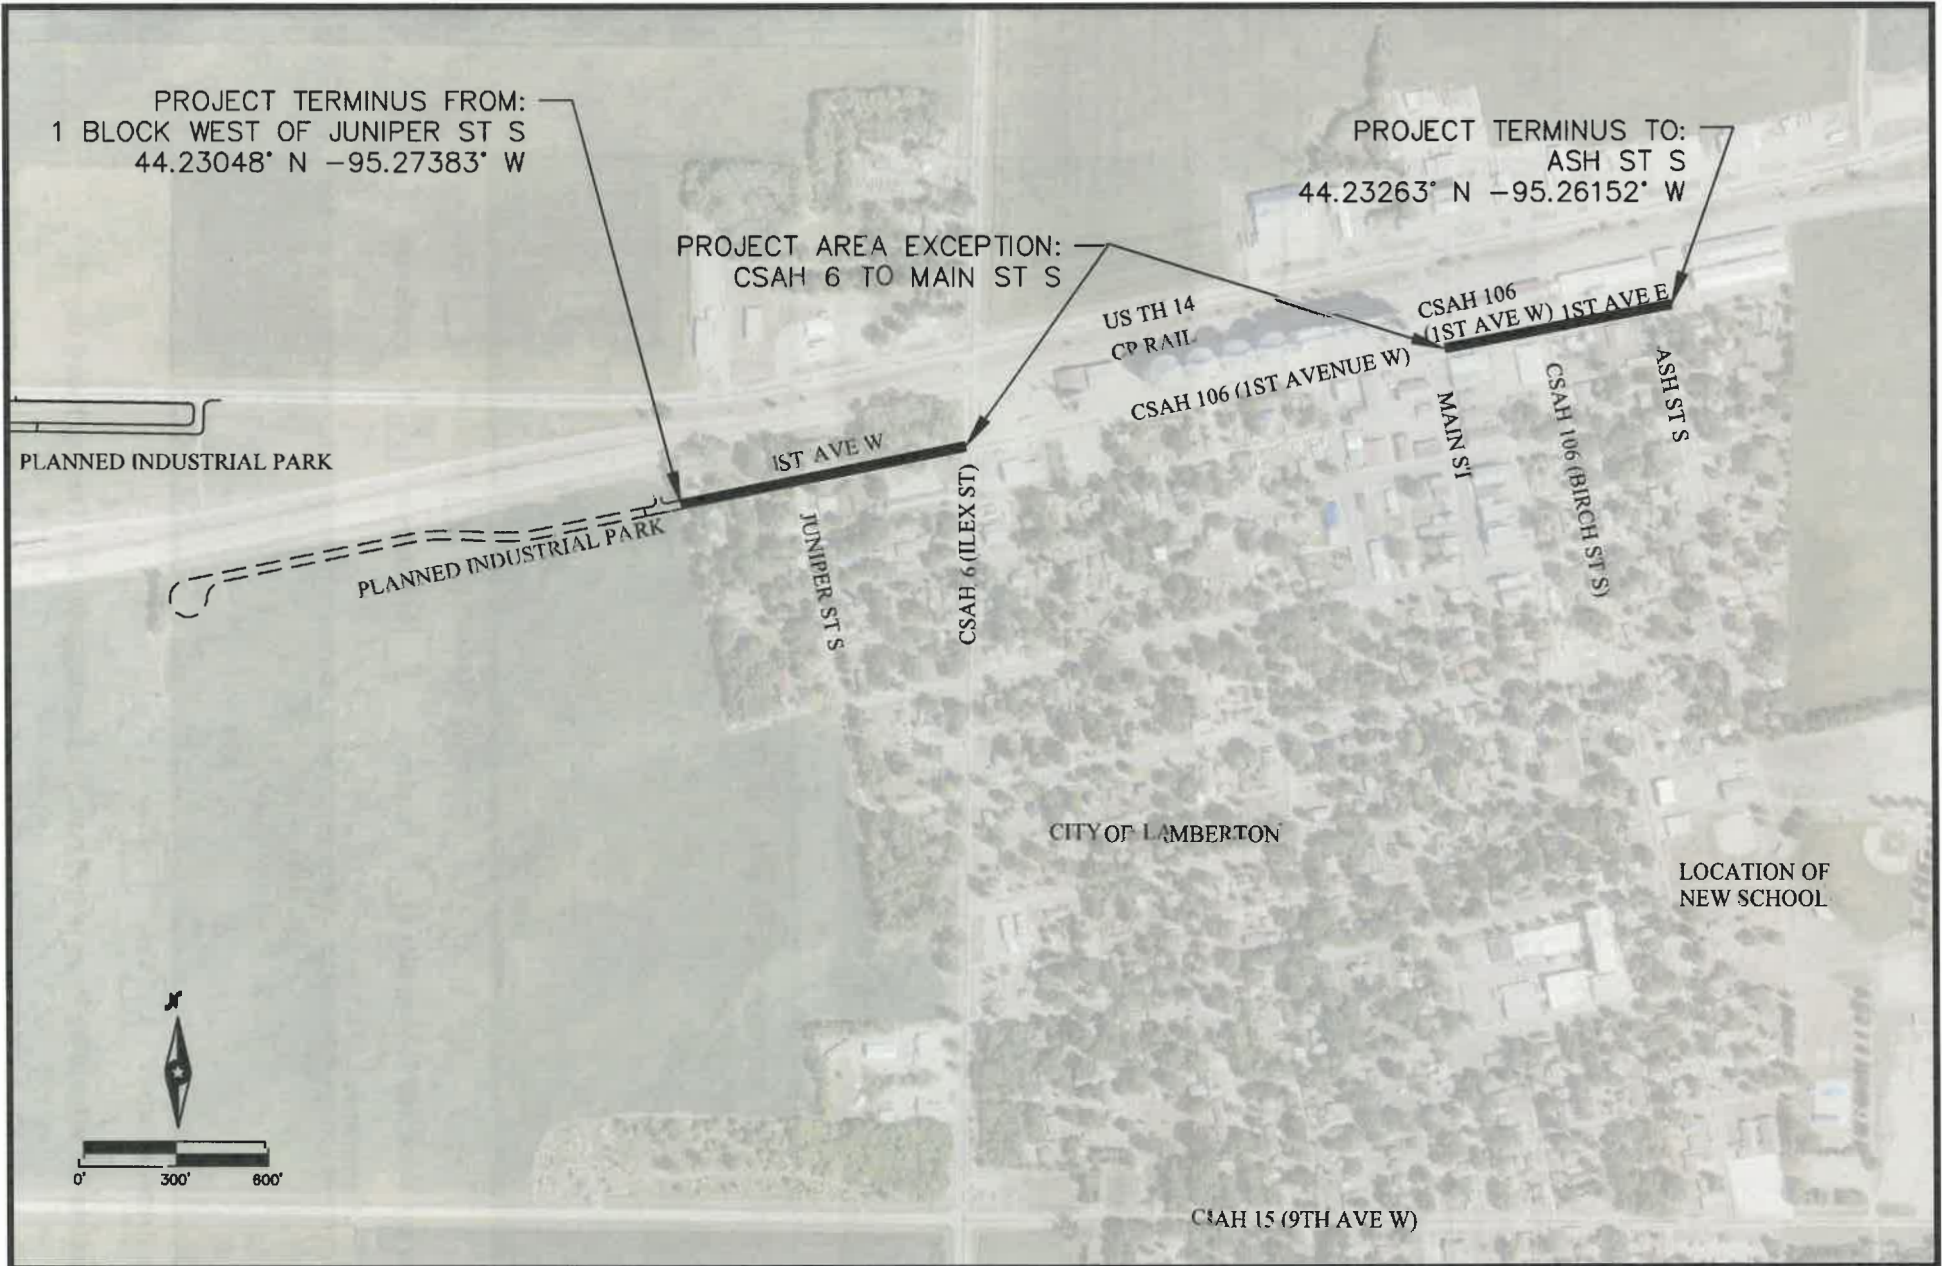 PROJECT TERMINUS FROM:
1 BLOCK WEST OF JUNIPER ST S
44.23048° N -95.27383° W
PROJECT TERMINUS TO:
ASH ST S
44.23263° N -95.26152° W
PROJECT AREA EXCEPTION:
CSAH 6 TO MAIN ST S
US TH 14
CP RAIL
CSAH 106
(1ST AVE W) 1ST AVE E
CSAH 106 (1ST AVENUE W)
MAIN ST
CSAH 106 (BIRCH ST S)
ASH ST S
PLANNED INDUSTRIAL PARK
1ST AVE W
PLANNED INDUSTRIAL PARK
JUNIPER ST S
CSAH 6 (ILEX ST)
CITY OF LAMBERTON
LOCATION OF
NEW SCHOOL
N
0' 300' 600'
CSAH 15 (9TH AVE W)